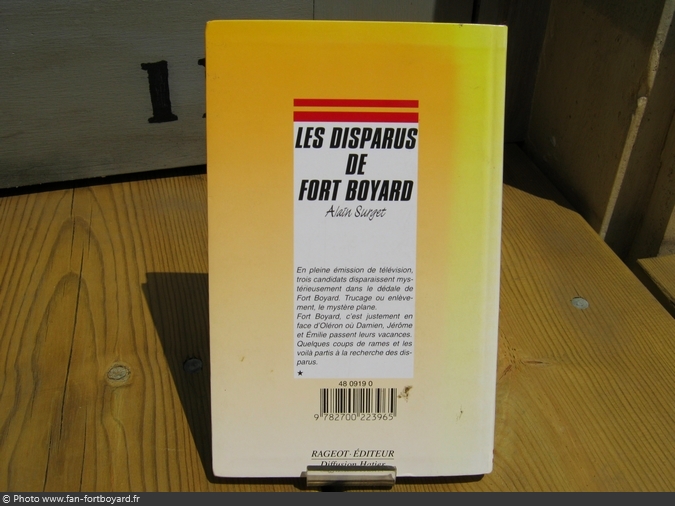 LES DISPARUS
DE
FORT BOYARD
Alain Surget
En pleine émission de télévision,
trois candidats disparaissent mys-
térieusement dans le dédale de
Fort Boyard. Trucage ou enlève-
ment, le mystère plane.
Fort Boyard, c'est justement en
face d'Oléron où Damien, Jérôme
et Émilie passent leurs vacances.
Quelques coups de rames et les
voilà partis à la recherche des dis-
parus.
★
48 0919 0
9 782700 223965
RAGEOT-ÉDITEUR
Diffusion Hatier
© Photo www.fan-fortboyard.fr